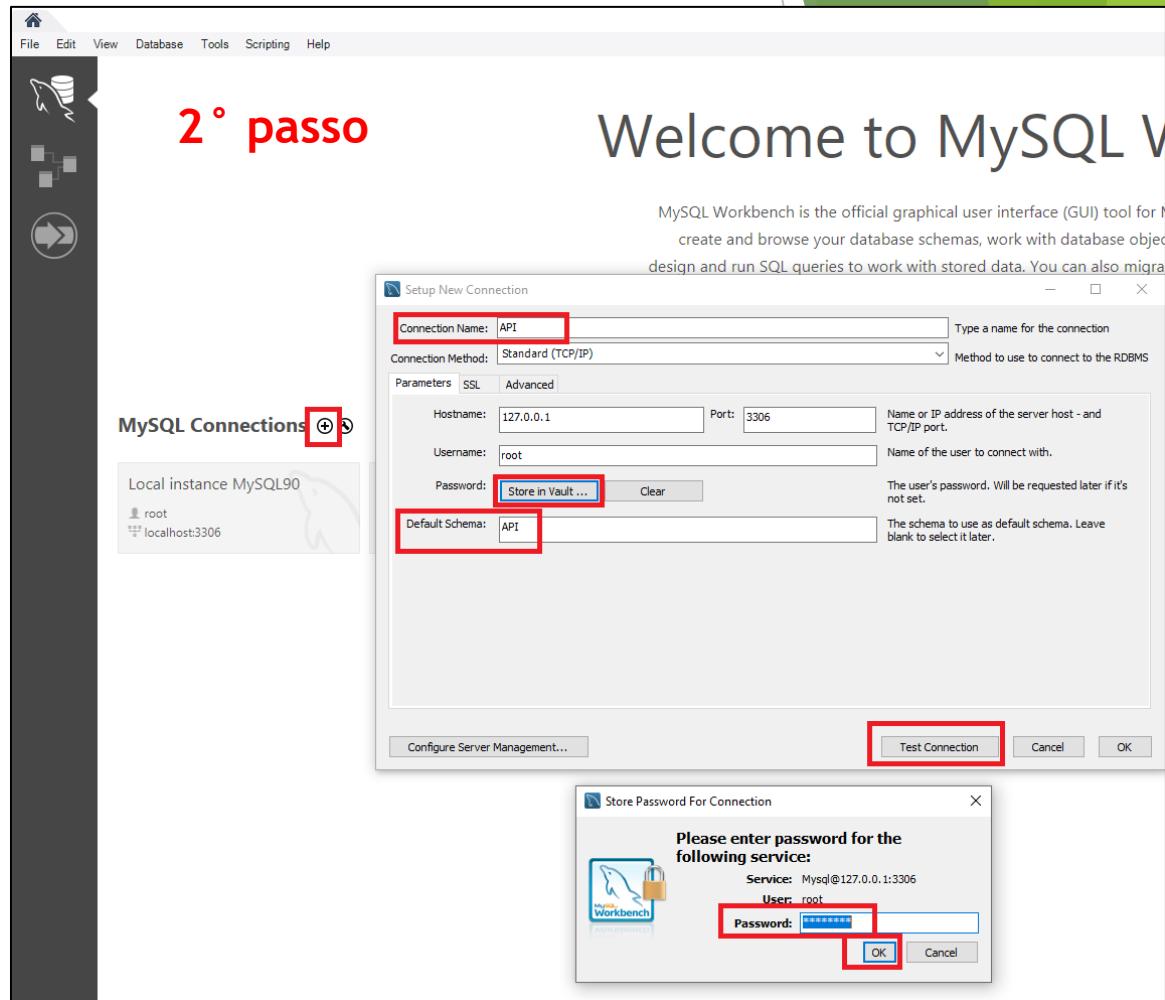 File Edit View Database Tools Scripting Help
2° passo
Welcome to MySQL W
MySQL Workbench is the official graphical user interface (GUI) tool for M
create and browse your database schemas, work with database objec
design and run SQL queries to work with stored data. You can also migra
MySQL Connections
Local instance MySQL90
root
localhost:3306
Setup New Connection
Connection Name: API Type a name for the connection
Connection Method: Standard (TCP/IP) Method to use to connect to the RDBMS
Parameters SSL Advanced
Hostname: 127.0.0.1 Port: 3306 Name or IP address of the server host - and
TCP/IP port.
Username: root Name of the user to connect with.
Password: Store in Vault ... Clear The user's password. Will be requested later if it's
not set.
Default Schema: API The schema to use as default schema. Leave
blank to select it later.
Configure Server Management... Test Connection Cancel OK
Store Password For Connection
Please enter password for the
following service:
Service: Mysql@127.0.0.1:3306
User: root
Password: ********
OK Cancel
MySQL
Workbench